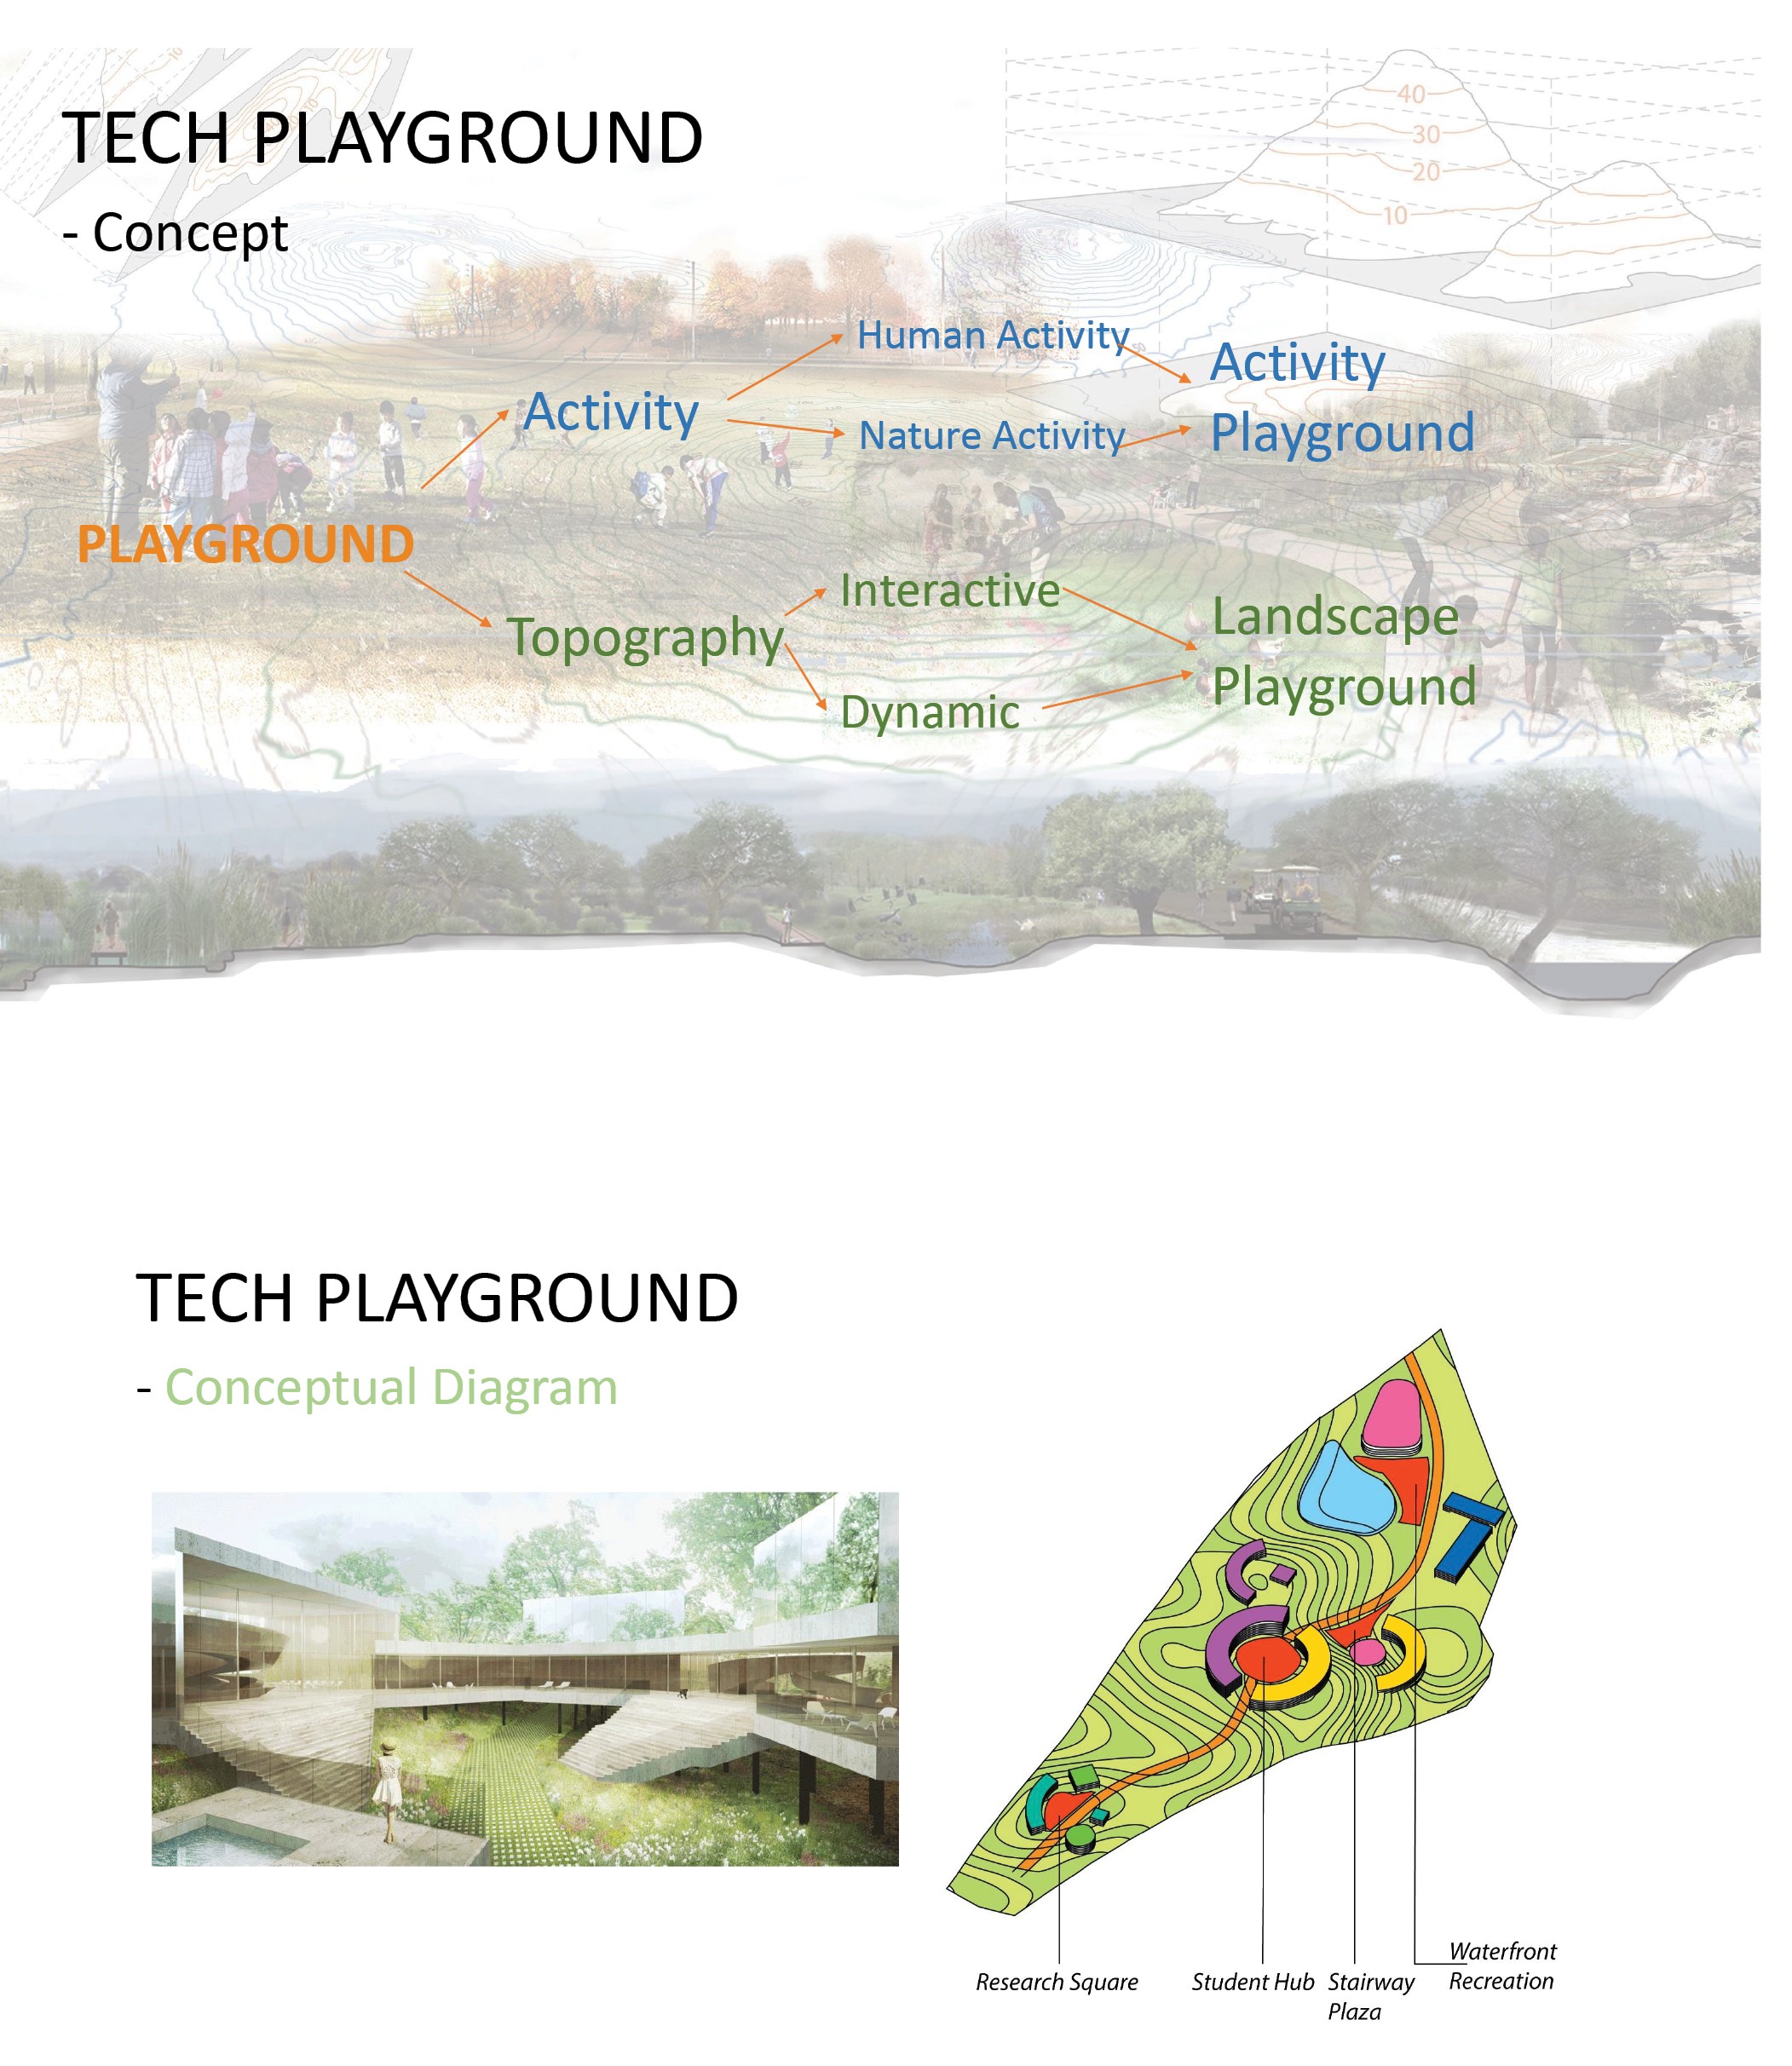 TECH PLAYGROUND
- Concept
40
30
20
10
10
Human Activity
Activity
Activity
Nature Activity
Playground
PLAYGROUND
Interactive
Topography
Landscape
Playground
Dynamic
TECH PLAYGROUND
- Conceptual Diagram
Waterfront
Recreation
Research Square
Student Hub
Stairway
Plaza